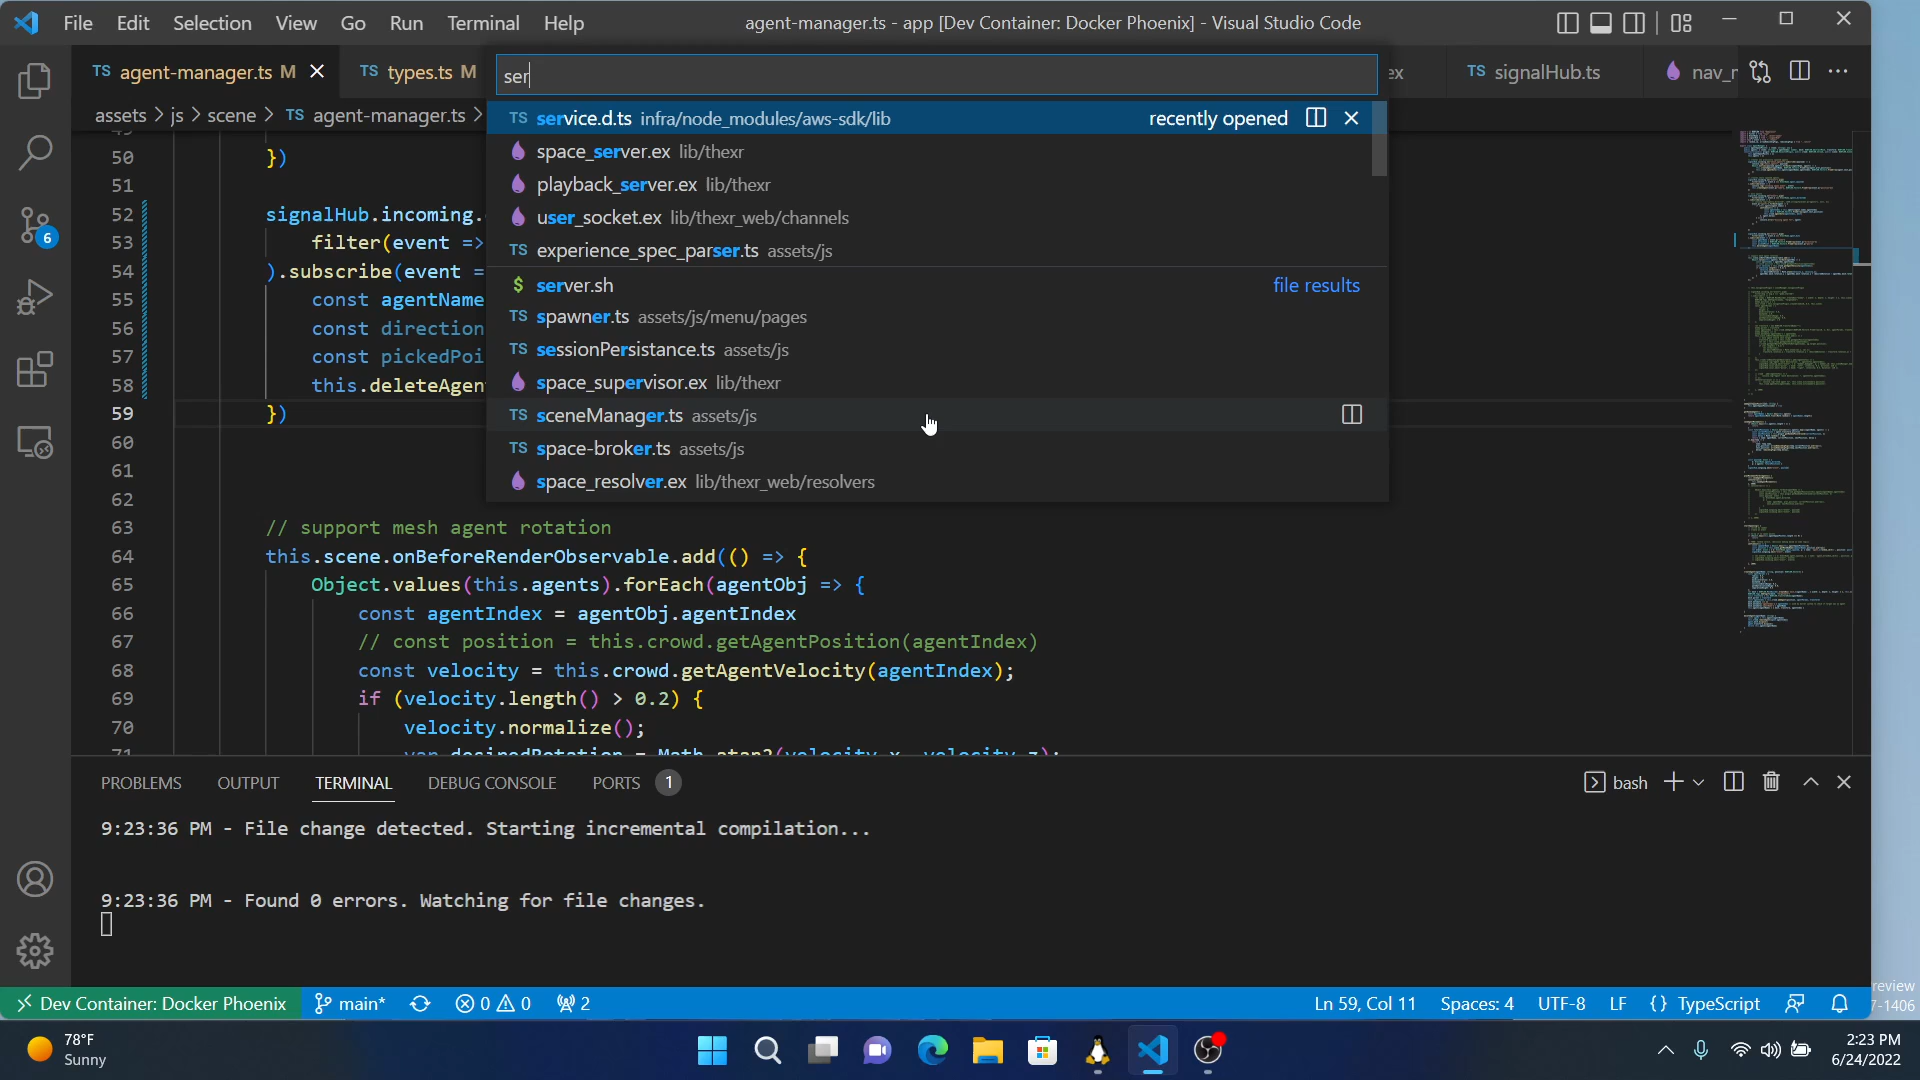 File Edit Selection View Go Run Terminal Help
agent-manager.ts - app [Dev Container: Docker Phoenix] - Visual Studio Code
TS agent-manager.ts M
TS types.ts M
ser
ex
TS signalHub.ts
nav_
assets > js > scene > TS agent-manager.ts >
TS service.d.ts infra/node_modules/aws-sdk/lib recently opened
space_server.ex lib/thexr
playback_server.ex lib/thexr
user_socket.ex lib/thexr_web/channels
TS experience_spec_parser.ts assets/js
$ server.sh file results
TS spawner.ts assets/js/menu/pages
TS sessionPersistance.ts assets/js
space_supervisor.ex lib/thexr
TS sceneManager.ts assets/js
TS space-broker.ts assets/js
space_resolver.ex lib/thexr_web/resolvers
50 })
51
52 signalHub.incoming.
53 filter(event =>
54 ).subscribe(event =
55 const agentName
56 const direction
57 const pickedPoi
58 this.deleteAgen
59 })
60
61
62
63 // support mesh agent rotation
64 this.scene.onBeforeRenderObservable.add(() => {
65 Object.values(this.agents).forEach(agentObj => {
66 const agentIndex = agentObj.agentIndex
67 // const position = this.crowd.getAgentPosition(agentIndex)
68 const velocity = this.crowd.getAgentVelocity(agentIndex);
69 if (velocity.length() > 0.2) {
70 velocity.normalize();
71 var desiredRotation = Math.atan2(velocity.x, velocity.z);
PROBLEMS OUTPUT TERMINAL DEBUG CONSOLE PORTS 1
bash
9:23:36 PM - File change detected. Starting incremental compilation...
9:23:36 PM - Found 0 errors. Watching for file changes.
6
Dev Container: Docker Phoenix main* 0 0 2
Ln 59, Col 11 Spaces: 4 UTF-8 LF {} TypeScript
review
7-1406
78°F
Sunny
2:23 PM
6/24/2022